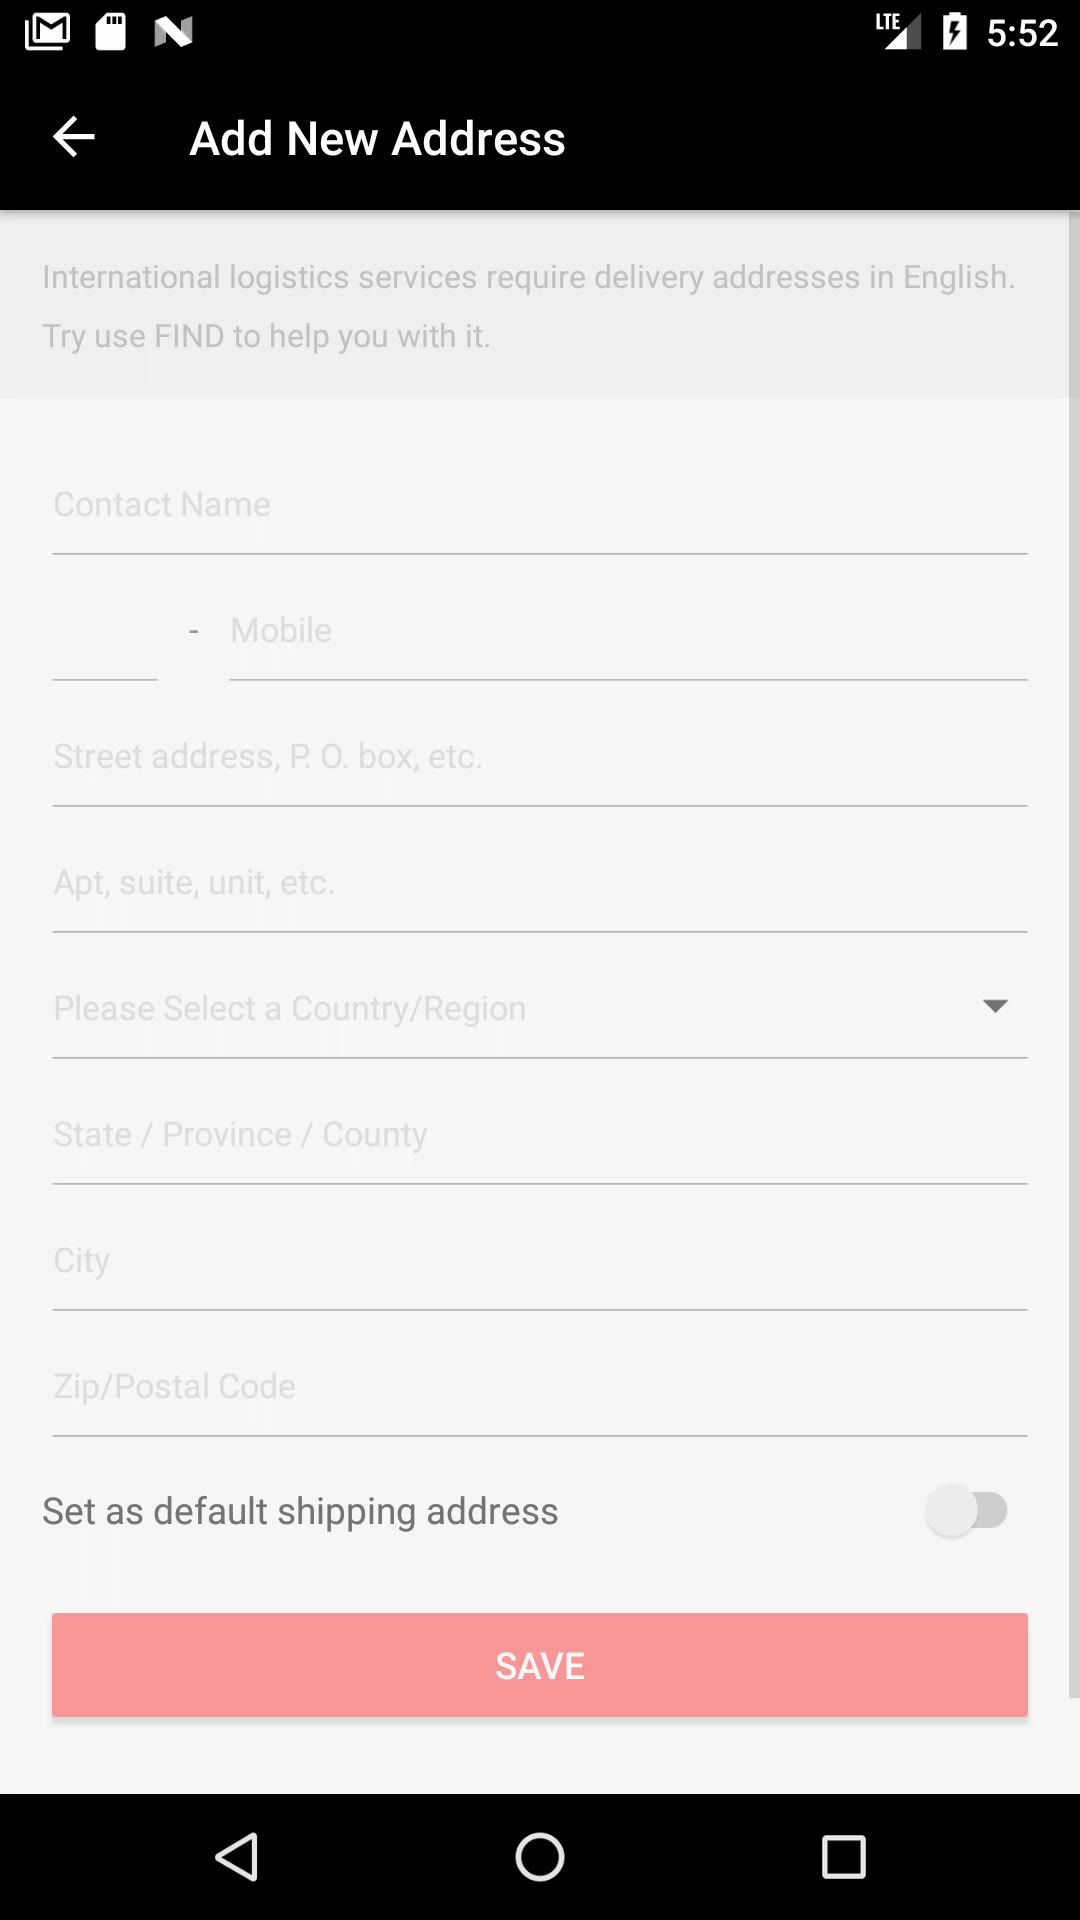 LTE 5:52
Add New Address
International logistics services require delivery addresses in English.
Try use FIND to help you with it.
Contact Name
- Mobile
Street address, P. O. box, etc.
Apt, suite, unit, etc.
Please Select a Country/Region
State / Province / County
City
Zip/Postal Code
Set as default shipping address
SAVE